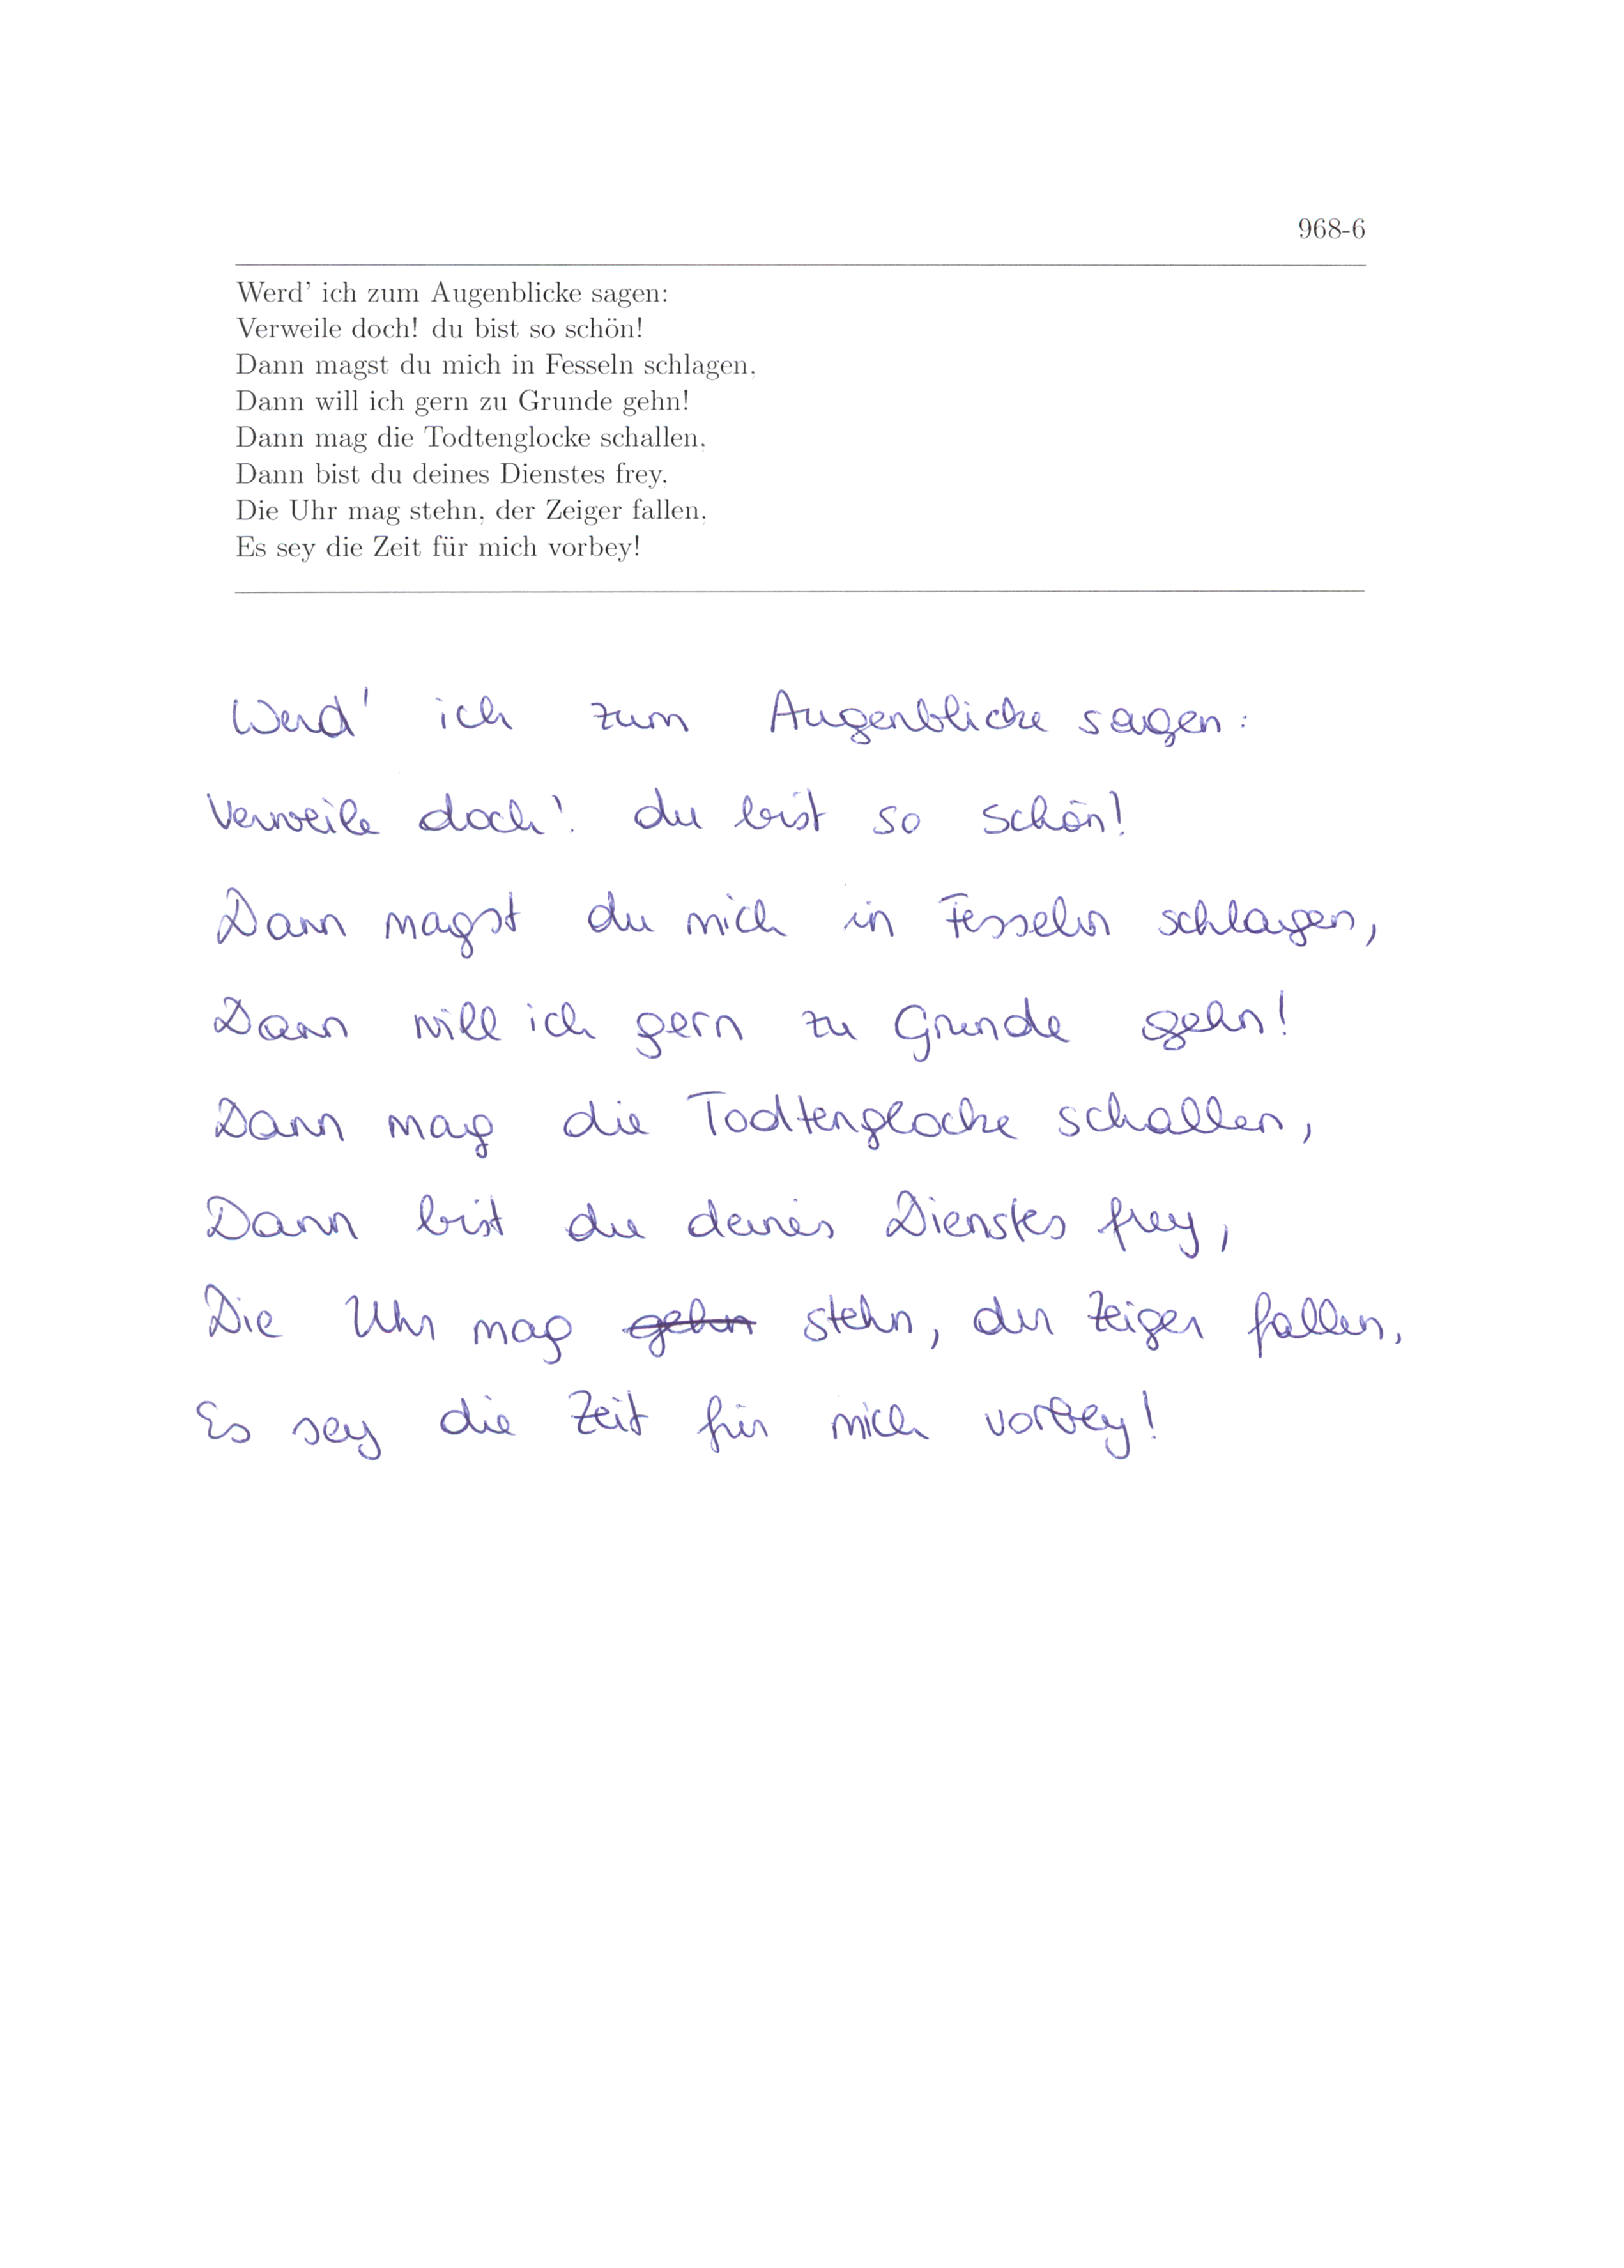 968-6
Werd' ich zum Augenblicke sagen:
Verweile doch! du bist so schön!
Dann magst du mich in Fesseln schlagen,
Dann will ich gern zu Grunde gehn!
Dann mag die Todtenglocke schallen,
Dann bist du deines Dienstes frey,
Die Uhr mag stehn, der Zeiger fallen,
Es sey die Zeit für mich vorbey!
Werd' ich zum Augenblicke sagen:
Verweile doch! du bist so schön!
Dann magst du mich in Fesseln schlagen,
Dann will ich gern zu Grunde gehn!
Dann mag die Todtenglocke schallen,
Dann bist du deines Dienstes frey,
Die Uhr mag gehn stehn, der Zeiger fallen,
Es sey die Zeit für mich vorbey!